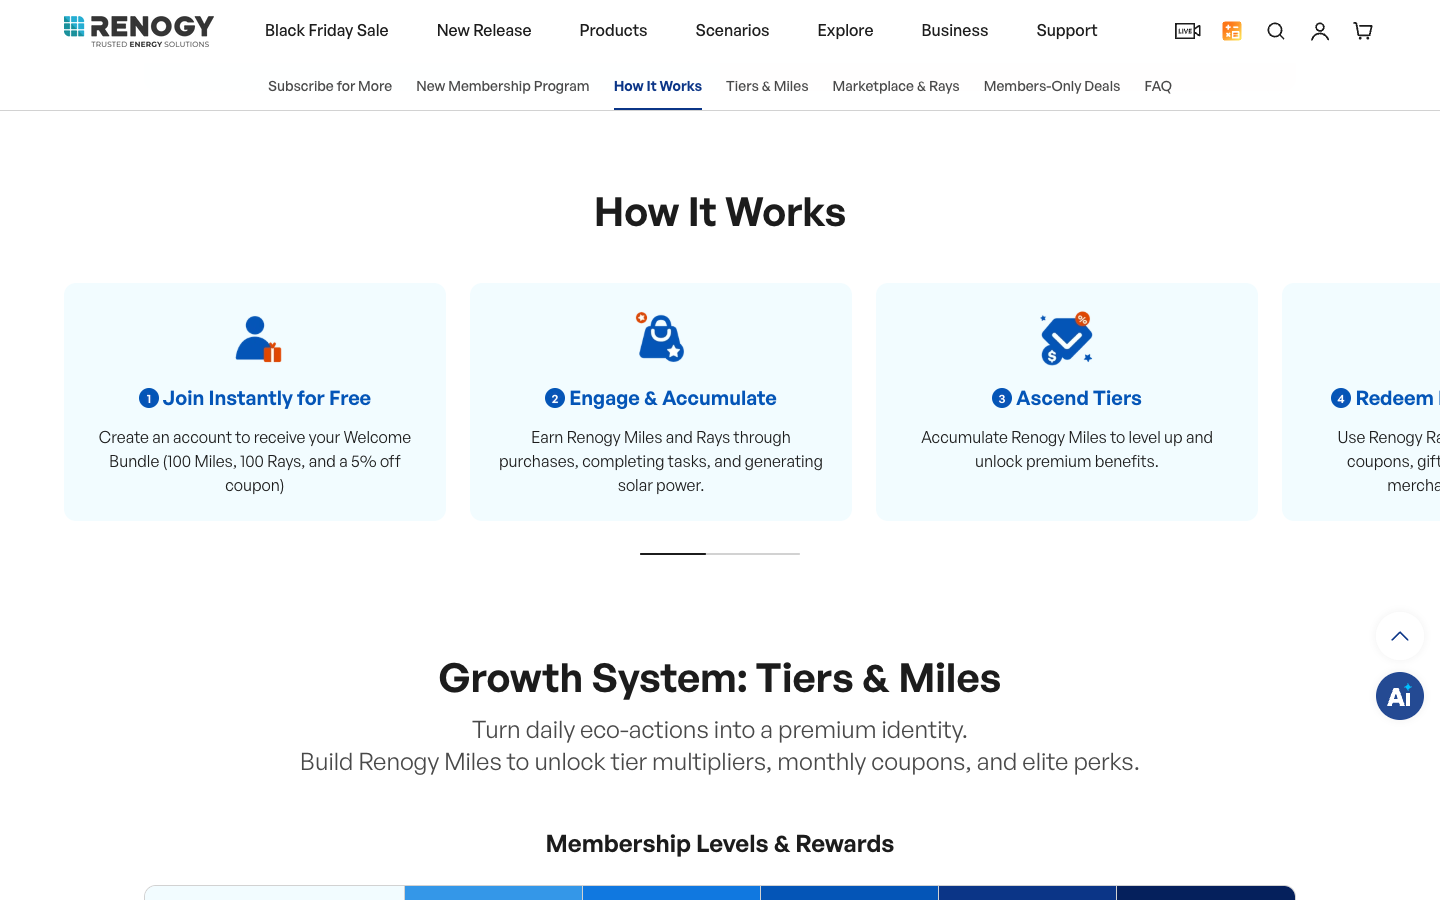 RENOGY
TRUSTED ENERGY SOLUTIONS
Black Friday Sale
New Release
Products
Scenarios
Explore
Business
Support
LIVE
Subscribe for More
New Membership Program
How It Works
Tiers & Miles
Marketplace & Rays
Members-Only Deals
FAQ
How It Works
1 Join Instantly for Free
Create an account to receive your Welcome
Bundle (100 Miles, 100 Rays, and a 5% off
coupon)
2 Engage & Accumulate
Earn Renogy Miles and Rays through
purchases, completing tasks, and generating
solar power.
%
$
3 Ascend Tiers
Accumulate Renogy Miles to level up and
unlock premium benefits.
4 Redeem
Use Renogy
coupons,
Growth System: Tiers & Miles
Turn daily eco-actions into a premium identity.
Build Renogy Miles to unlock tier multipliers, monthly coupons, and elite perks.
Ai
Membership Levels & Rewards